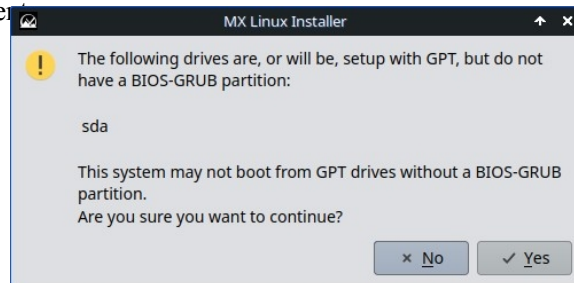 MX Linux Installer
The following drives are, or will be, setup with GPT, but do not
have a BIOS-GRUB partition:
sda
This system may not boot from GPT drives without a BIOS-GRUB
partition.
Are you sure you want to continue?
No
Yes